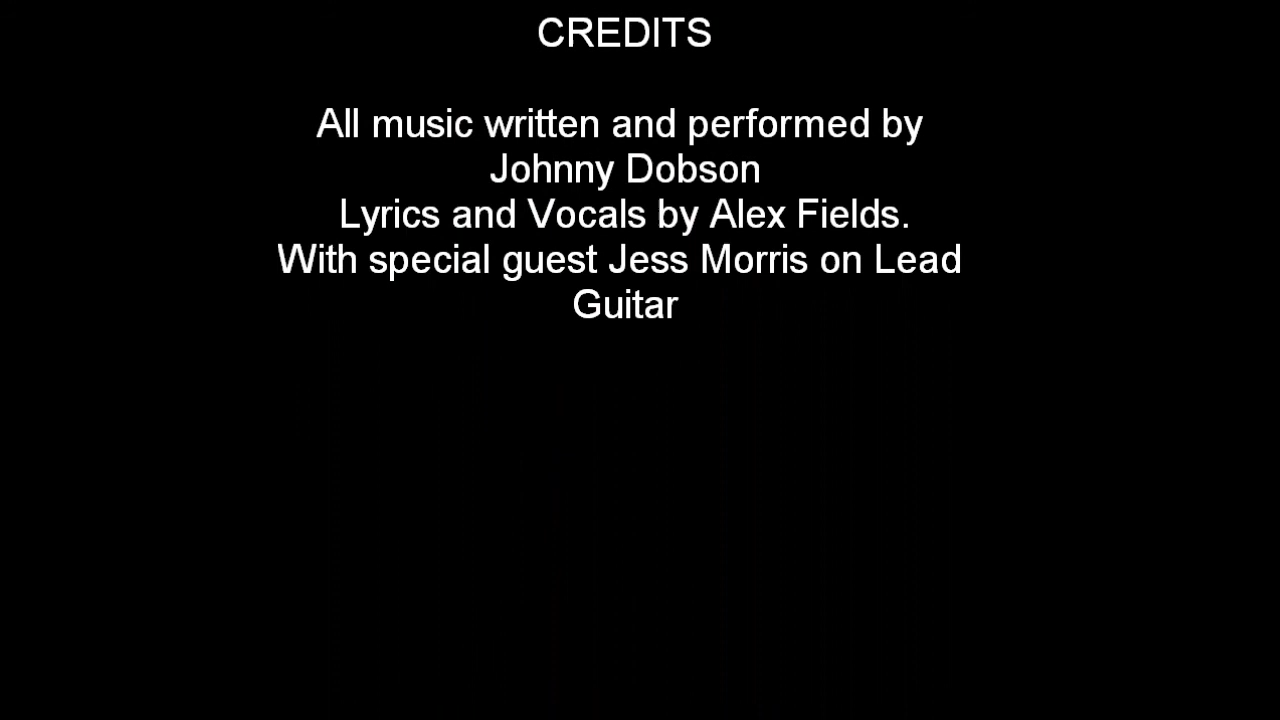 CREDITS
All music written and performed by
Johnny Dobson
Lyrics and Vocals by Alex Fields.
With special guest Jess Morris on Lead
Guitar